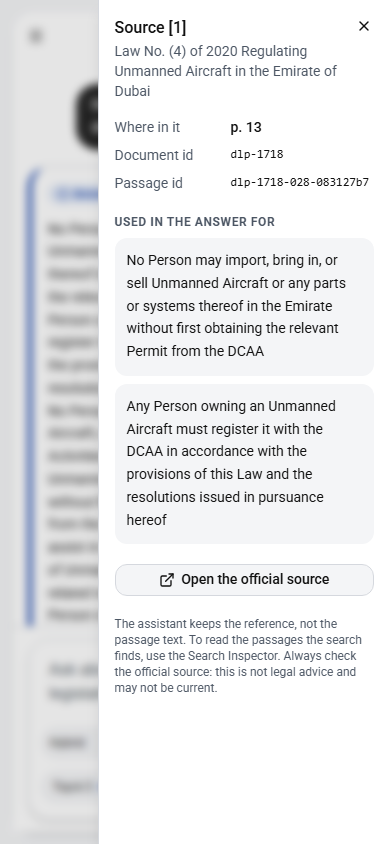 Source [1]
Law No. (4) of 2020 Regulating
Unmanned Aircraft in the Emirate of
Dubai
Where in it p. 13
Document id dlp-1718
Passage id dlp-1718-028-083127b7
USED IN THE ANSWER FOR
No Person may import, bring in, or
sell Unmanned Aircraft or any parts
or systems thereof in the Emirate
without first obtaining the relevant
Permit from the DCAA
Any Person owning an Unmanned
Aircraft must register it with the
DCAA in accordance with the
provisions of this Law and the
resolutions issued in pursuance
hereof
Open the official source
The assistant keeps the reference, not the
passage text. To read the passages the search
finds, use the Search Inspector. Always check
the official source: this is not legal advice and
may not be current.